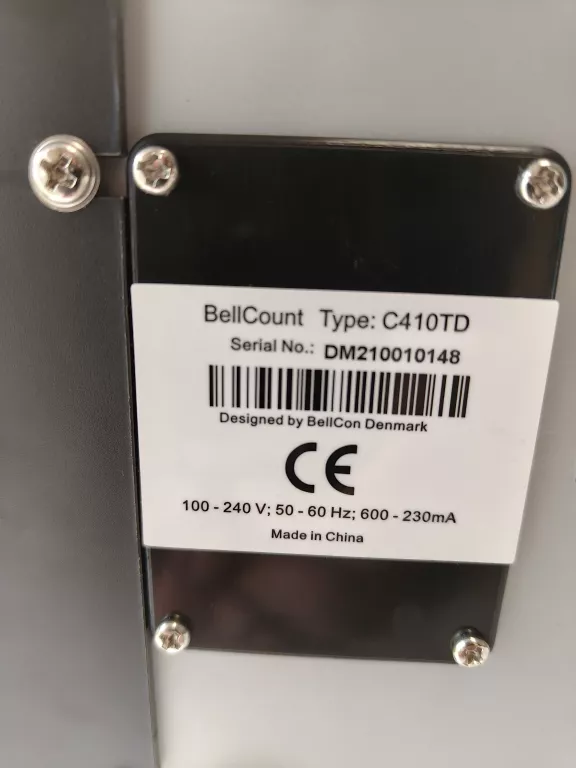 BellCount Type: C410TD
Serial No.: DM210010148
Designed by BellCon Denmark
CE
100 - 240 V; 50 - 60 Hz; 600 - 230mA
Made in China